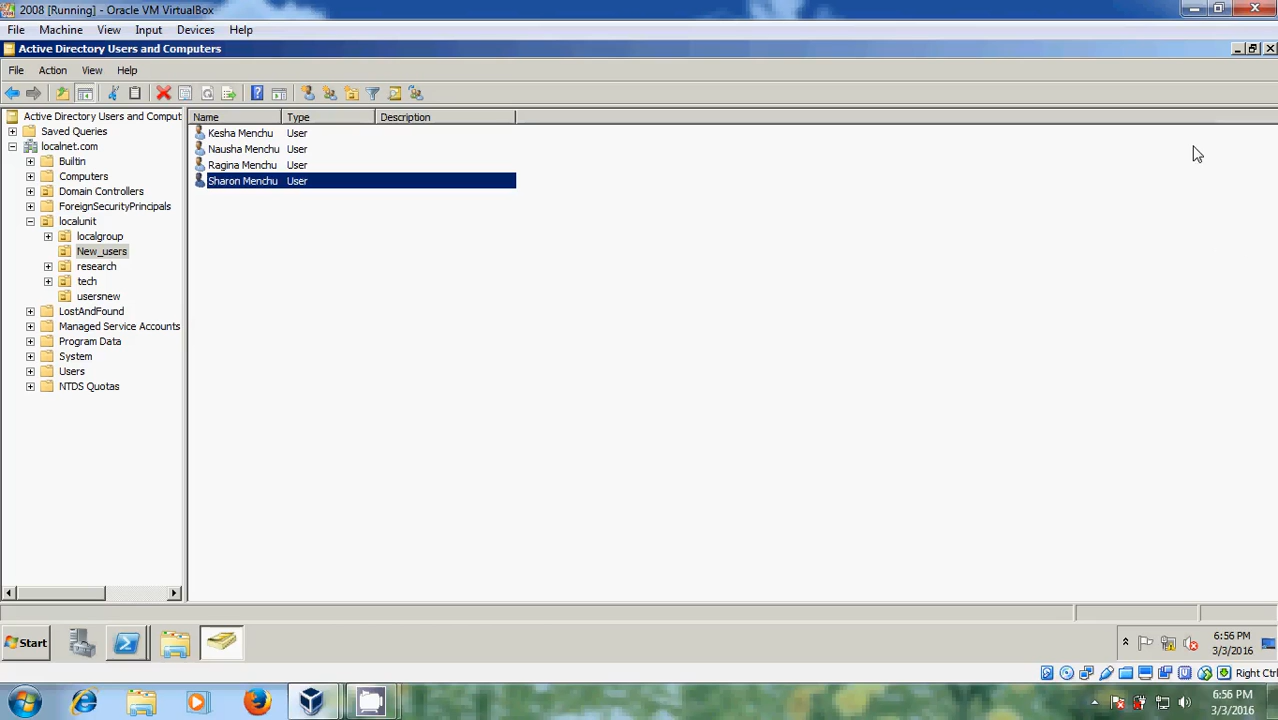 2008 [Running] - Oracle VM VirtualBox
File Machine View Input Devices Help
Active Directory Users and Computers
File Action View Help
Active Directory Users and Comput
Saved Queries
localnet.com
Builtin
Computers
Domain Controllers
ForeignSecurityPrincipals
localunit
localgroup
New_users
research
tech
usersnew
LostAndFound
Managed Service Accounts
Program Data
System
Users
NTDS Quotas
Name Type Description
Kesha Menchu User
Nausha Menchu User
Ragina Menchu User
Sharon Menchu User
Start
6:56 PM
3/3/2016
Right Ctrl
6:56 PM
3/3/2016